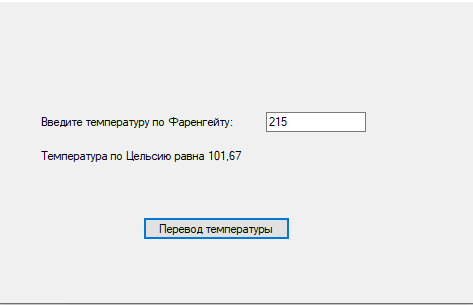 Введите температуру по Фаренгейту: 215
Температура по Цельсию равна 101,67
Перевод температуры